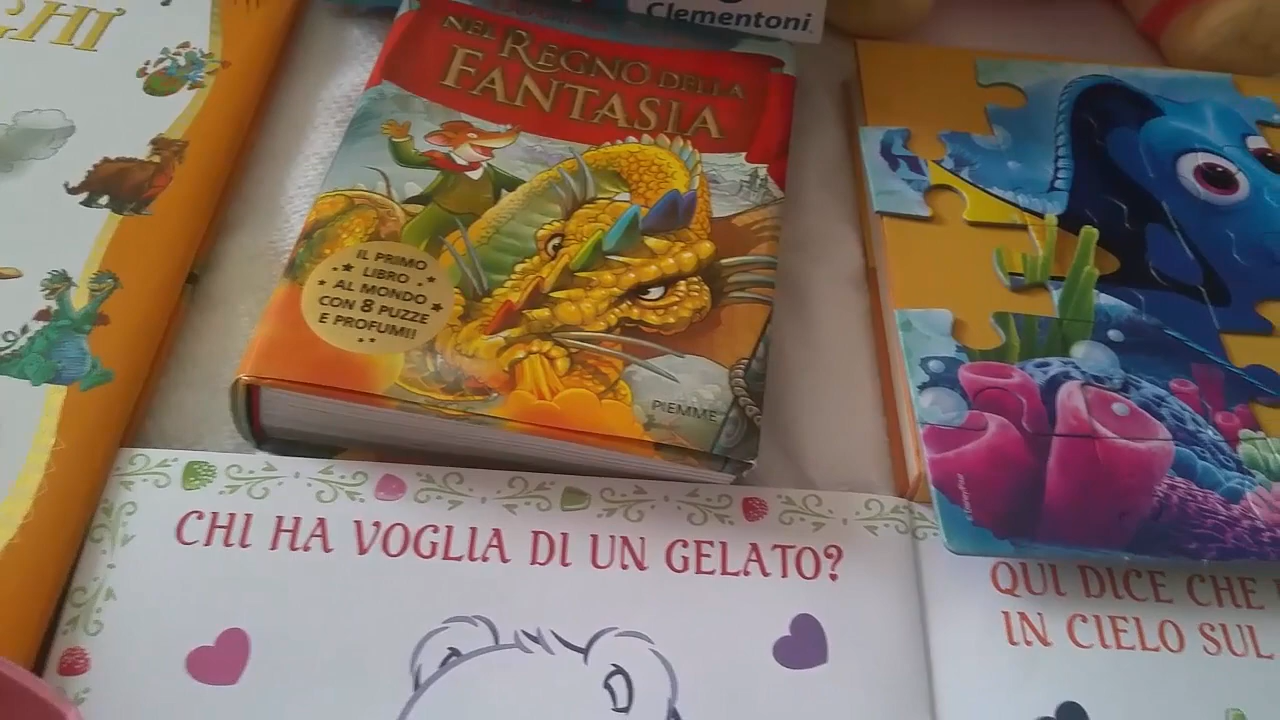 Clementoni
NEL REGNO DELLA
FANTASIA
IL PRIMO
LIBRO
AL MONDO
CON 8 PUZZE
E PROFUMI!
PIEMME
CHI HA VOGLIA DI UN GELATO?
QUI DICE CHE
IN CIELO SUL